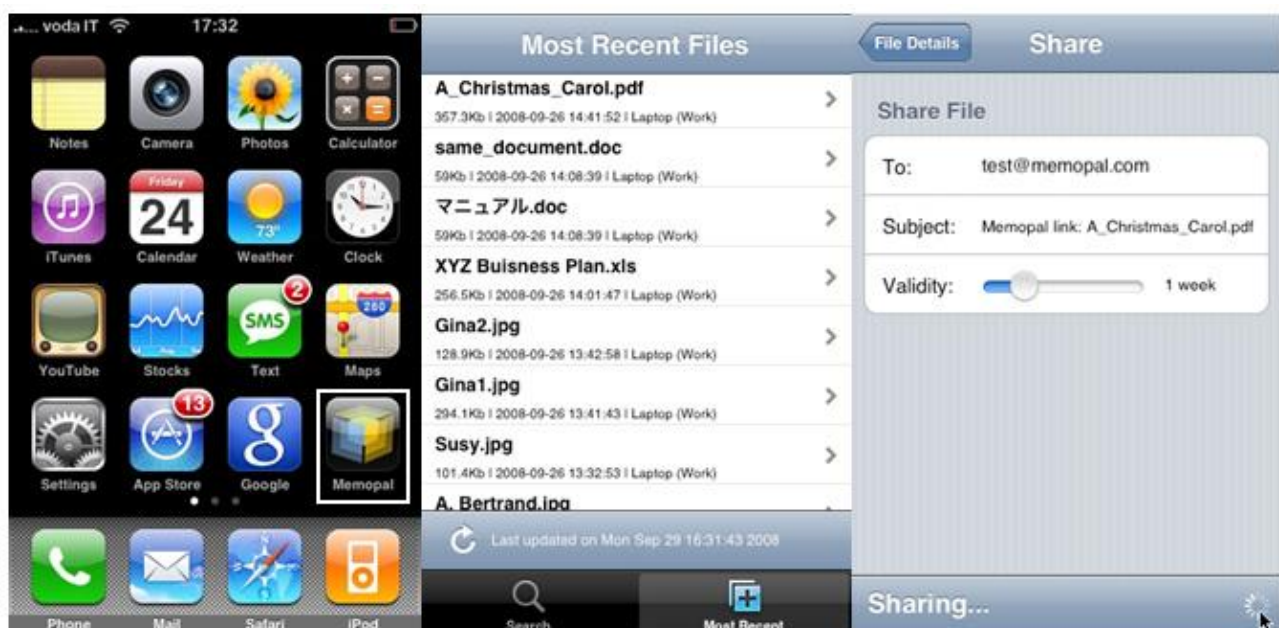 voda IT 17:32
Notes Camera Photos Calculator
Friday
24
73°
iTunes Calendar Weather Clock
2
SMS
280
YouTube Stocks Text Maps
13
g
Settings App Store Google Memopal
Phone Mail Safari iPod
Most Recent Files
A_Christmas_Carol.pdf
357.3Kb | 2008-09-26 14:41:52 | Laptop (Work)
same_document.doc
59Kb | 2008-09-26 14:08:39 | Laptop (Work)
マニュアル.doc
59Kb | 2008-09-26 14:08:39 | Laptop (Work)
XYZ Buisness Plan.xls
256.5Kb | 2008-09-26 14:01:47 | Laptop (Work)
Gina2.jpg
128.9Kb | 2008-09-26 13:42:58 | Laptop (Work)
Gina1.jpg
294.1Kb | 2008-09-26 13:41:43 | Laptop (Work)
Susy.jpg
101.4Kb | 2008-09-26 13:32:53 | Laptop (Work)
A. Bertrand.jpg
Last updated on Mon Sep 29 16:31:43 2008
Search Most Recent
File Details Share
Share File
To: test@memopal.com
Subject: Memopal link: A_Christmas_Carol.pdf
Validity: 1 week
Sharing...